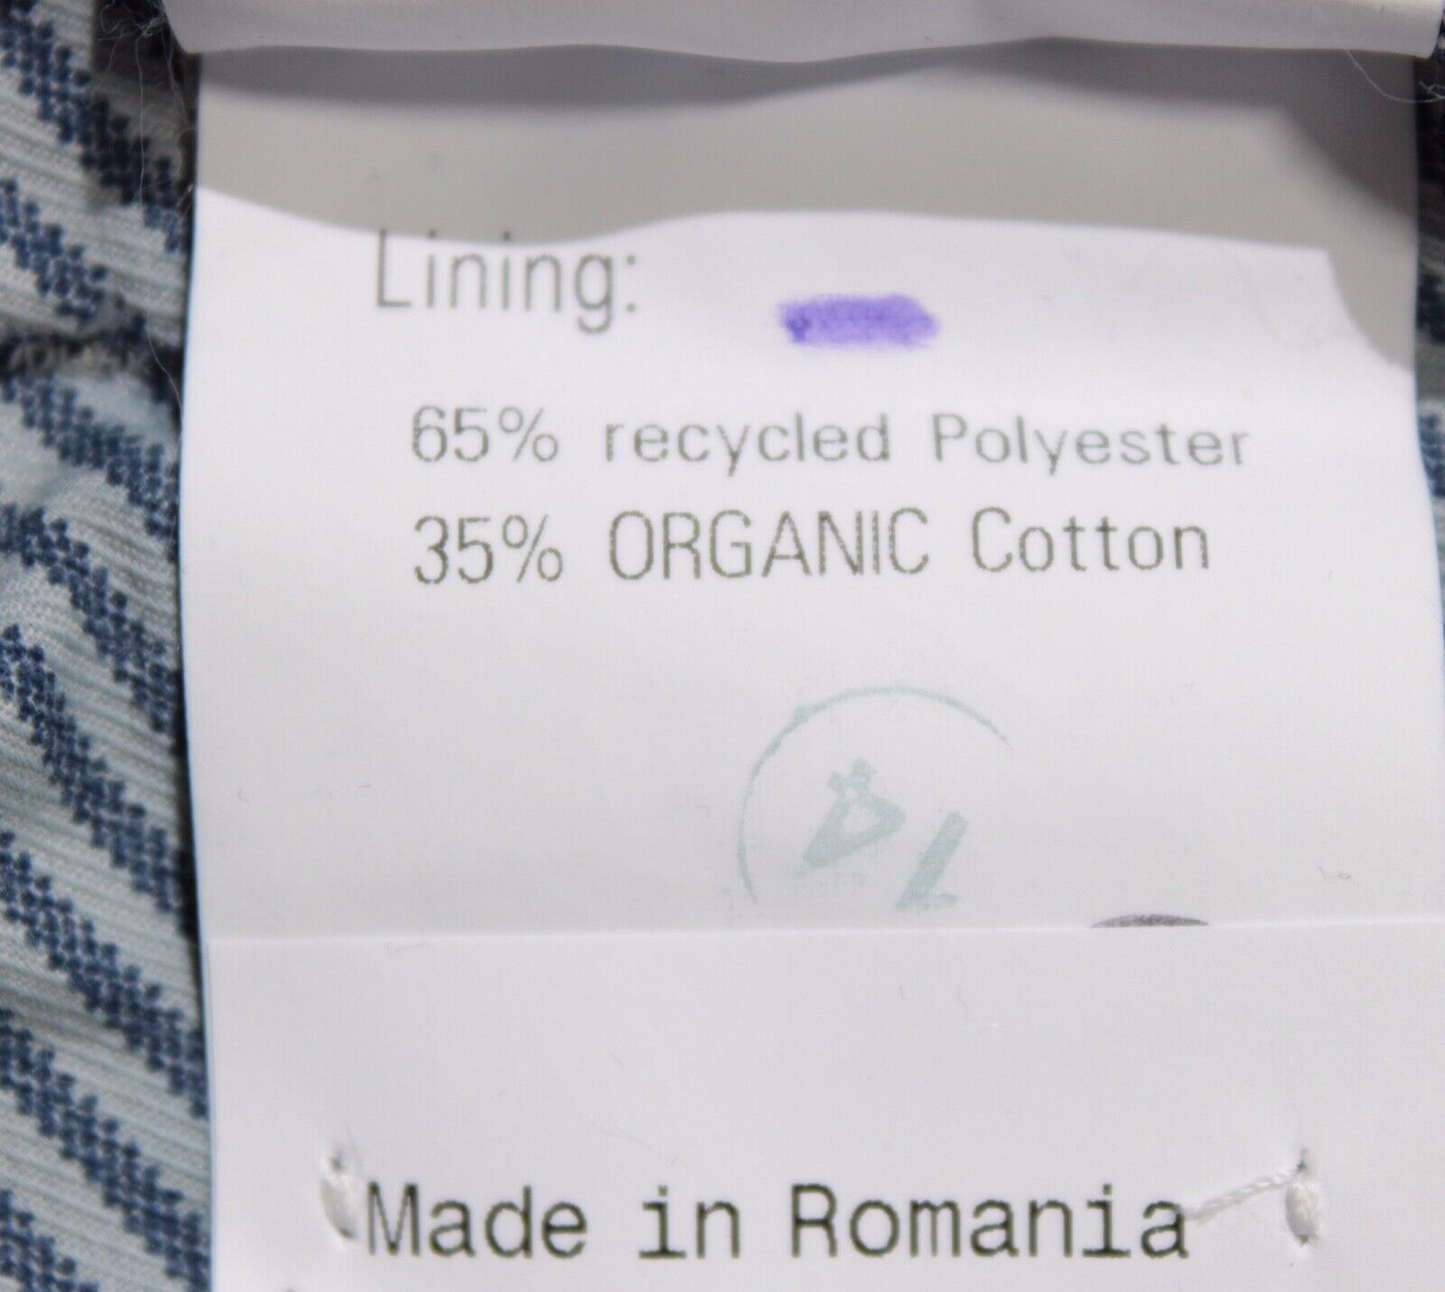 Lining:
65% recycled Polyester
35% ORGANIC Cotton
Made in Romania